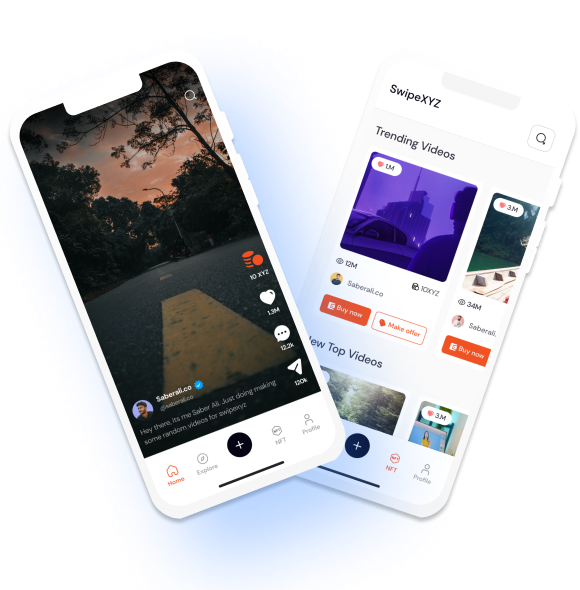 10 XYZ
1.3M
12.2k
120k
Saberali.co
@saberali.co
Hey there, its me Saber Ali. Just doing making
some random videos for swipexyz
Home
Explore
NFT
Profile
SwipeXYZ
Trending Videos
1M
3.M
12M
Saberali.co
10XYZ
Buy now
Make offer
34M
Saberali.
Buy now
New Top Videos
3.M
NFT
Profile